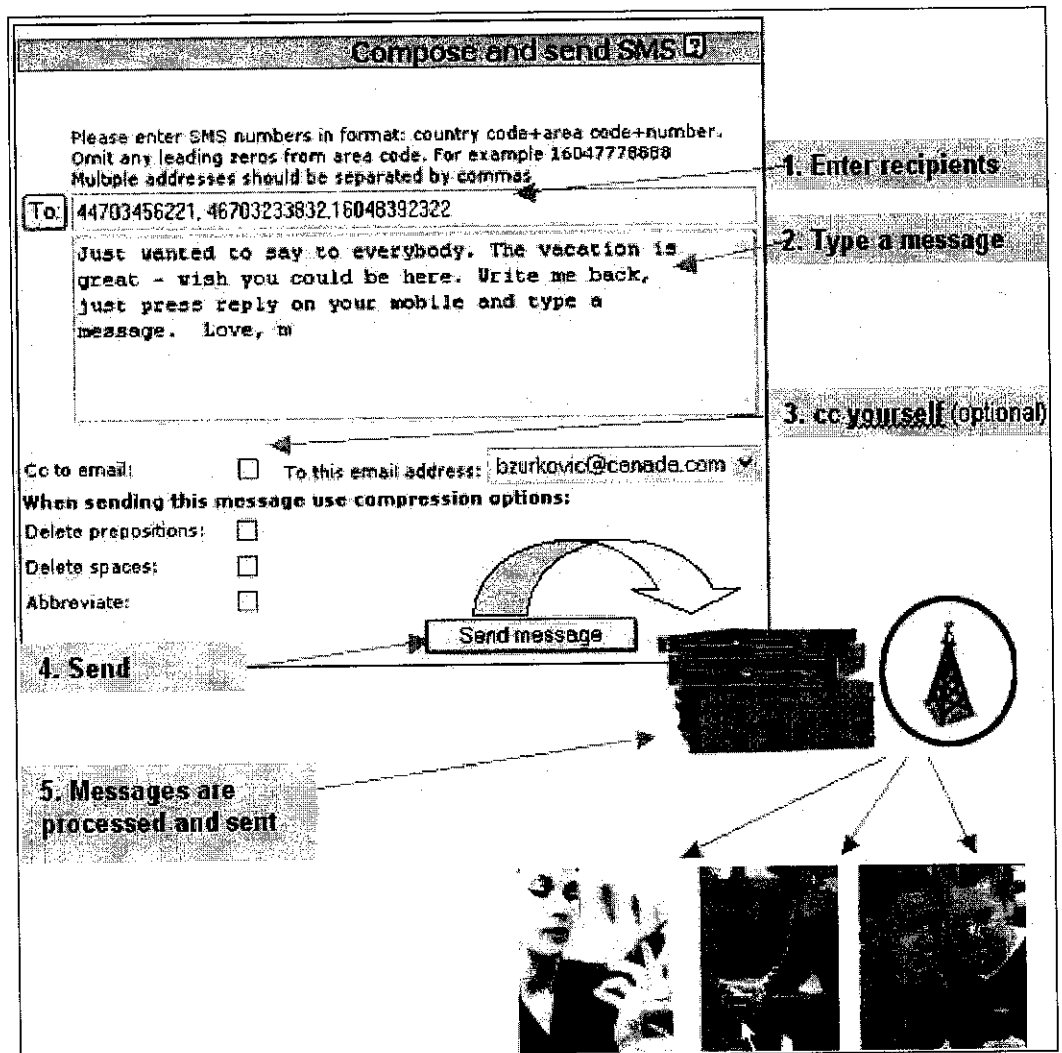 Compose and send SMS ?
Please enter SMS numbers in format: country code+area code+number.
Omit any leading zeros from area code. For example 16047778888
Multiple addresses should be separated by commas
To: 44703456221, 46703233832,16048392322
Just wanted to say to everybody. The vacation is
great - wish you could be here. Write me back,
just press reply on your mobile and type a
message. Love, m
Cc to email: To this email address: bzurkovic@canada.com
When sending this message use compression options:
Delete prepositions:
Delete spaces:
Abbreviate:
Send message
1. Enter recipients
2. Type a message
3. cc yourself (optional)
4. Send
5. Messages are
processed and sent